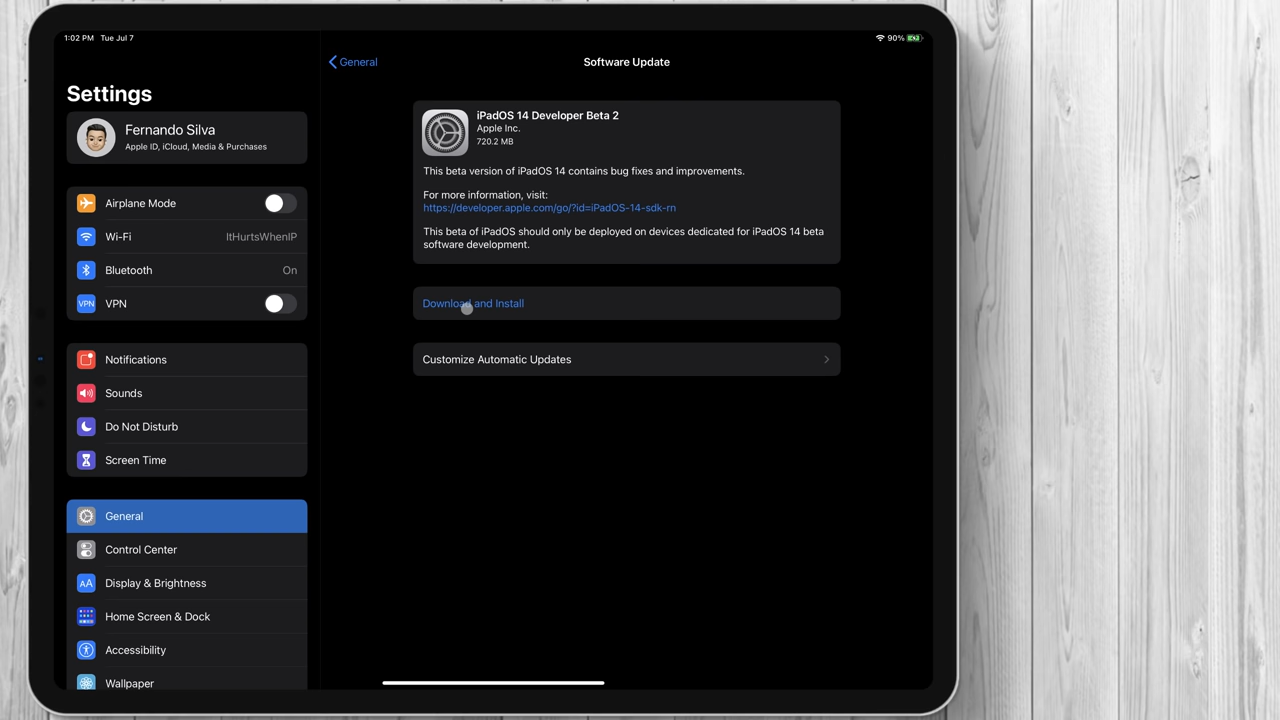 1:02 PM Tue Jul 7
90%
Settings
Fernando Silva
Apple ID, iCloud, Media & Purchases
Airplane Mode
Wi-Fi ItHurtsWhenIP
Bluetooth On
VPN VPN
Notifications
Sounds
Do Not Disturb
Screen Time
General
Control Center
AA Display & Brightness
Home Screen & Dock
Accessibility
Wallpaper
General
Software Update
iPadOS 14 Developer Beta 2
Apple Inc.
720.2 MB
This beta version of iPadOS 14 contains bug fixes and improvements.
For more information, visit:
https://developer.apple.com/go/?id=iPadOS-14-sdk-rn
This beta of iPadOS should only be deployed on devices dedicated for iPadOS 14 beta
software development.
Download and Install
Customize Automatic Updates